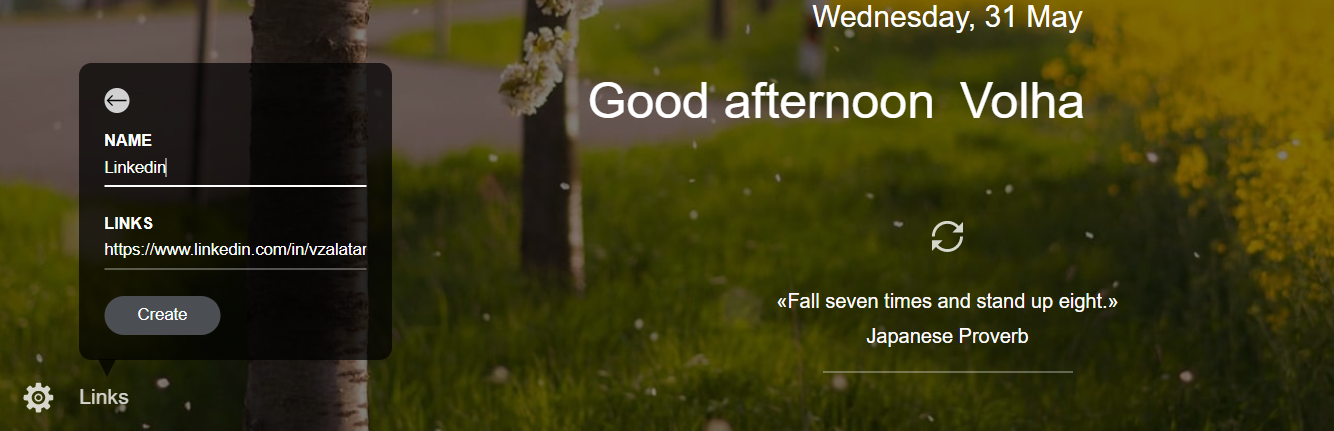 Wednesday, 31 May
Good afternoon Volha
NAME
Linkedin
LINKS
https://www.linkedin.com/in/vzalatar
Create
«Fall seven times and stand up eight.»
Japanese Proverb
Links